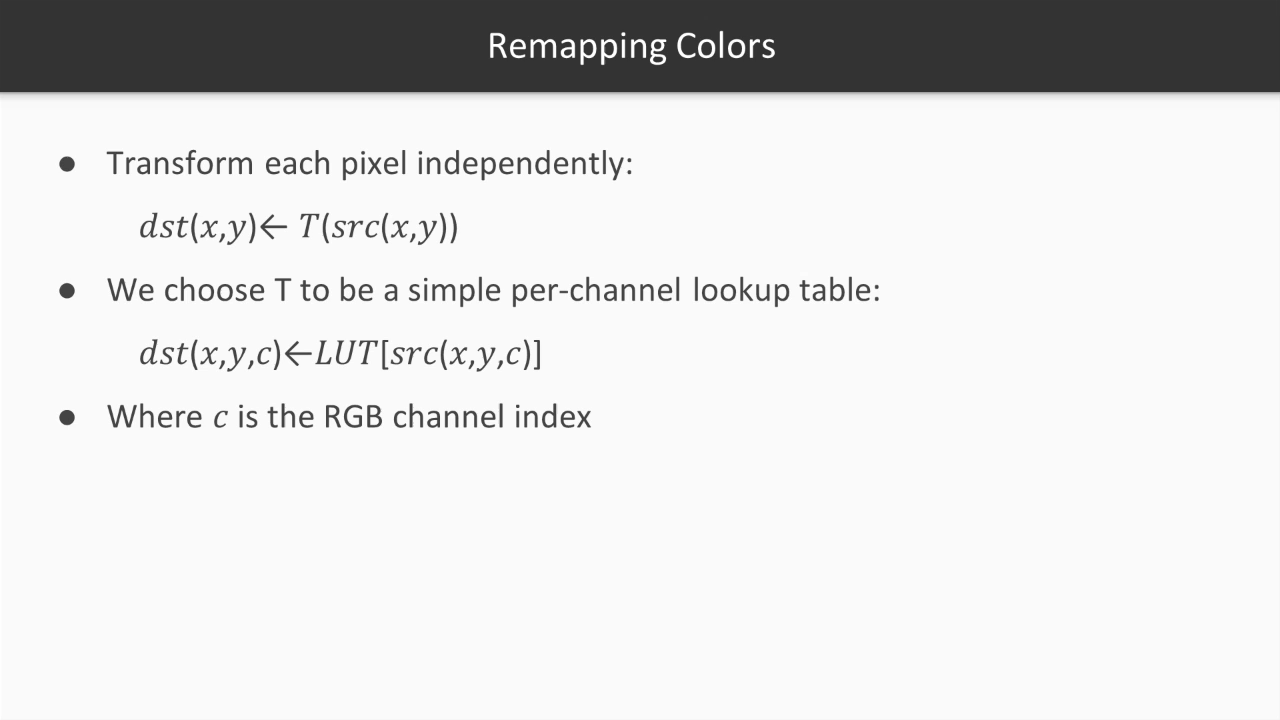 Remapping Colors
● Transform each pixel independently:
dst(x,y)← T(src(x,y))
● We choose T to be a simple per-channel lookup table:
dst(x,y,c)←LUT[src(x,y,c)]
● Where c is the RGB channel index